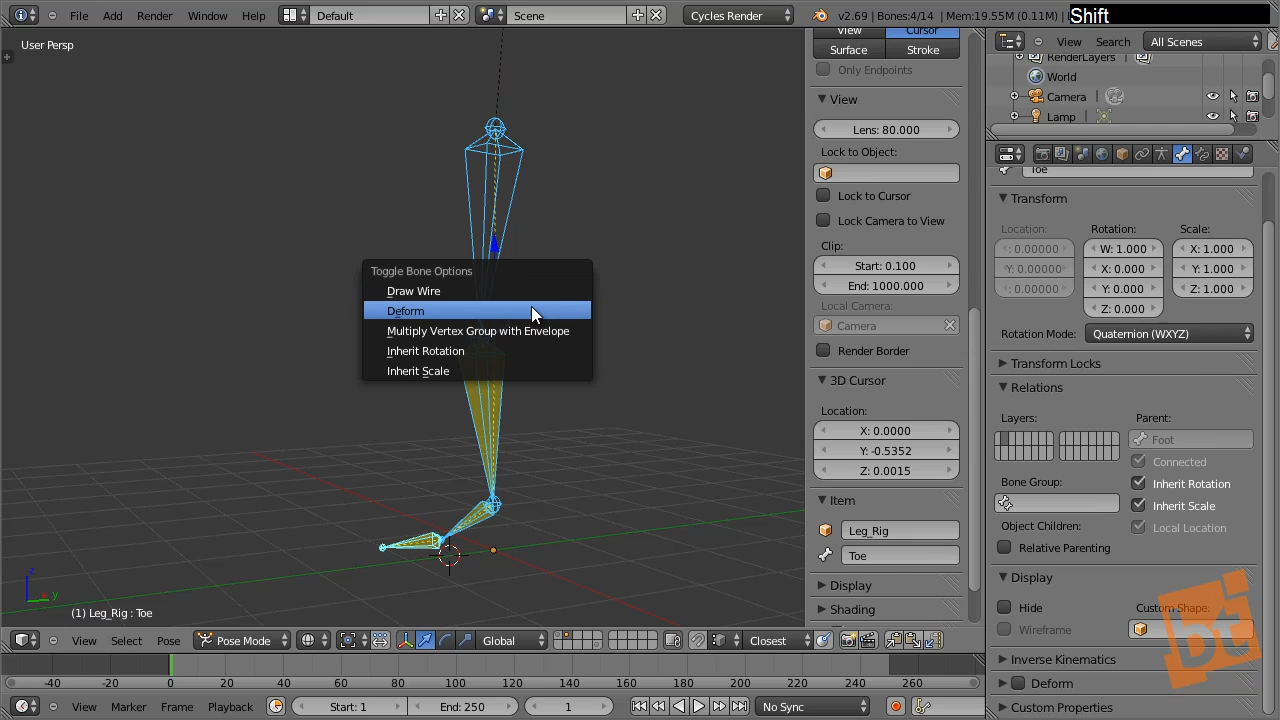 File Add Render Window Help Default Scene Cycles Render v2.69 | Bones:4/14 | Mem:19.55M (0.11M) | Shift
User Persp
View Cursor
Surface Stroke
Only Endpoints
View
Lens: 80.000
Lock to Object:
Lock to Cursor
Lock Camera to View
Clip:
Start: 0.100
End: 1000.000
Local Camera:
Camera
Render Border
3D Cursor
Location:
X: 0.0000
Y: -0.5352
Z: 0.0015
Item
Leg_Rig
Toe
Display
Shading
Toggle Bone Options
Draw Wire
Deform
Multiply Vertex Group with Envelope
Inherit Rotation
Inherit Scale
z
y
(1) Leg_Rig : Toe
View Select Pose Pose Mode Global Closest
-40 -20 0 20 40 60 80 100 120 140 160 180 200 220 240 260
View Marker Frame Playback Start: 1 End: 250 1 No Sync
View Search All Scenes
RenderLayers
World
Camera
Lamp
Toe
Transform
Location: Rotation: Scale:
: 0.00000 W: 1.000 X: 1.000
Y: 0.00000 X: 0.000 Y: 1.000
: 0.00000 Y: 0.000 Z: 1.000
Z: 0.000
Rotation Mode: Quaternion (WXYZ)
Transform Locks
Relations
Layers: Parent:
Foot
Connected
Bone Group: Inherit Rotation
Inherit Scale
Object Children: Local Location
Relative Parenting
Display
Hide Custom Shape:
Wireframe
Inverse Kinematics
Deform
Custom Properties
bt